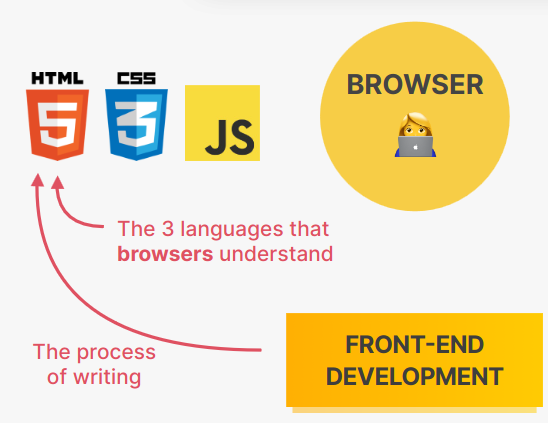 HTML
CSS
5
3
JS
BROWSER
The 3 languages that
browsers understand
The process
of writing
FRONT-END
DEVELOPMENT